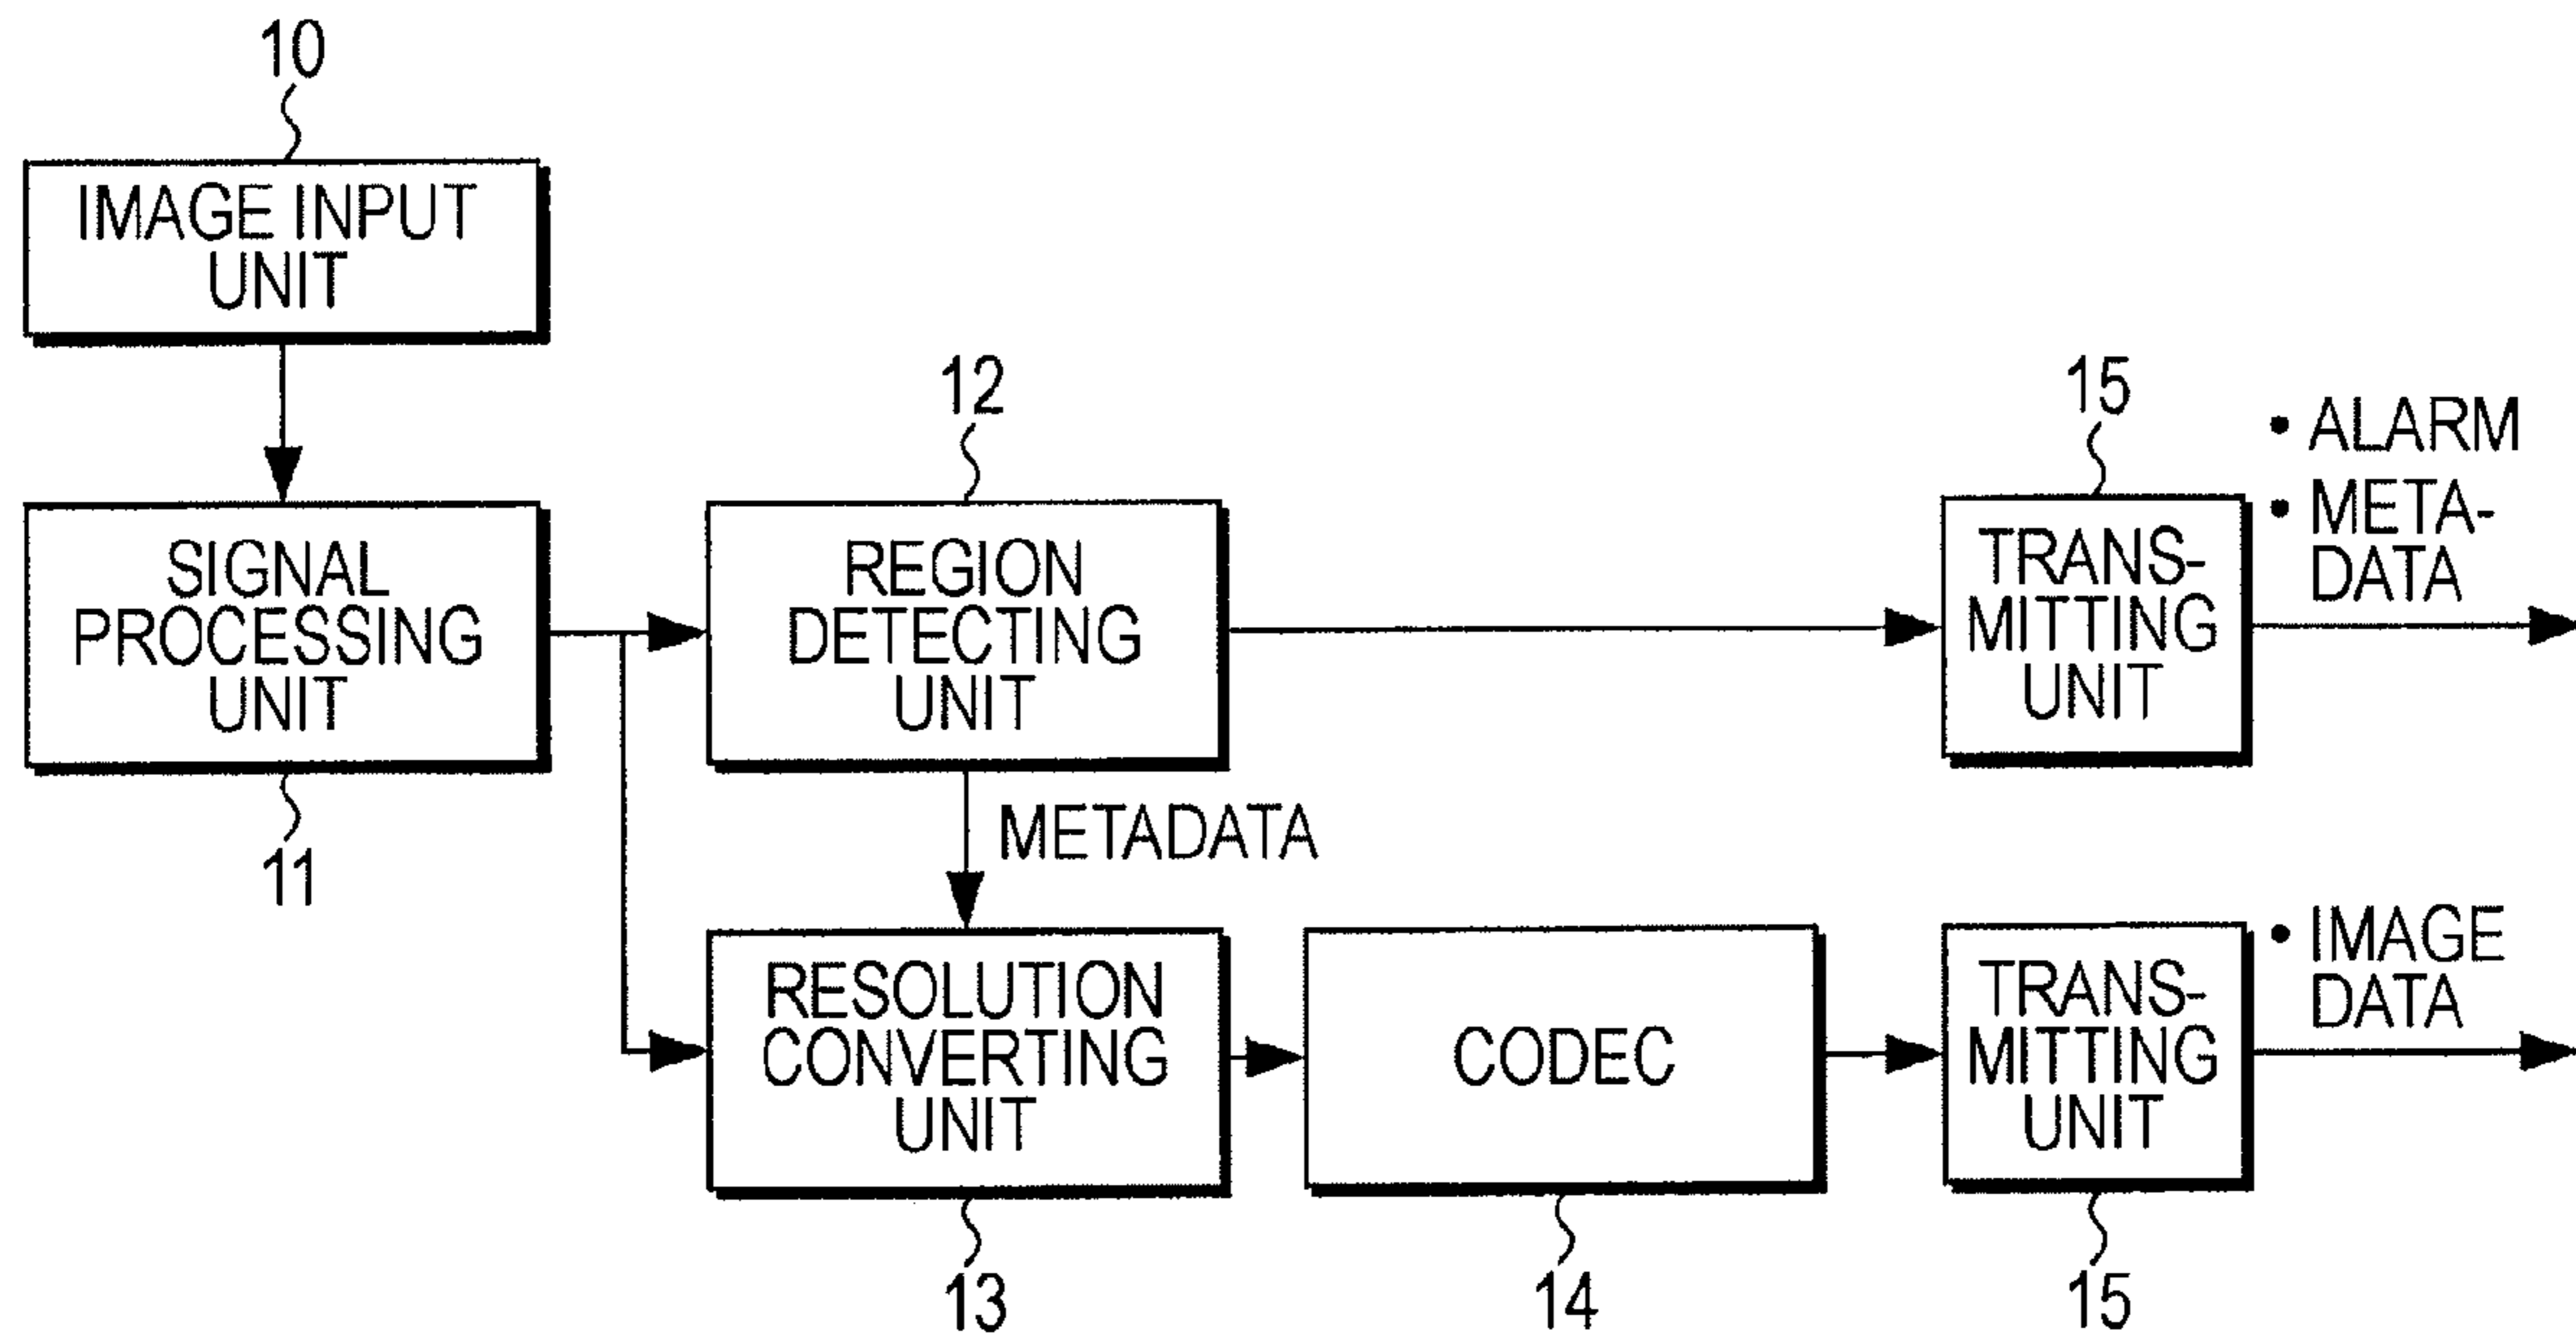 10
IMAGE INPUT
UNIT
SIGNAL
PROCESSING
UNIT
11
12
REGION
DETECTING
UNIT
METADATA
RESOLUTION
CONVERTING
UNIT
13
CODEC
14
15
TRANS-
MITTING
UNIT
• ALARM
• META-
DATA
TRANS-
MITTING
UNIT
15
• IMAGE
DATA